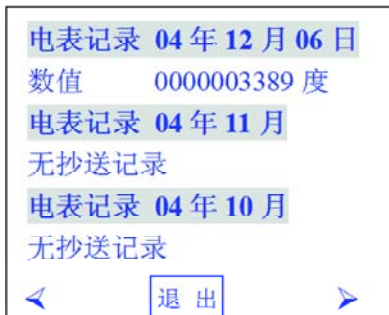 电表记录 04 年 12 月 06 日
数值 0000003389 度
电表记录 04 年 11 月
无抄送记录
电表记录 04 年 10 月
无抄送记录
退 出